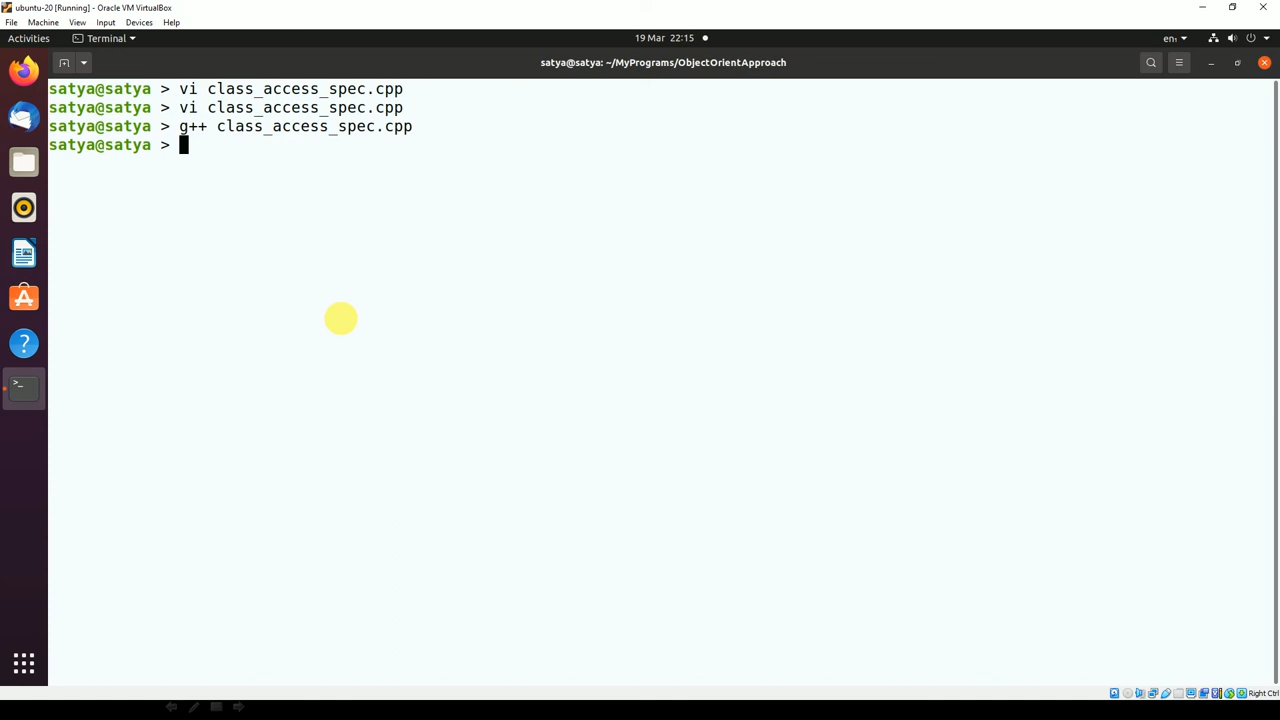 ubuntu-20 [Running] - Oracle VM VirtualBox
File Machine View Input Devices Help
Activities Terminal 19 Mar 22:15 en₁
satya@satya: ~/MyPrograms/ObjectOrientApproach
satya@satya > vi class_access_spec.cpp
satya@satya > vi class_access_spec.cpp
satya@satya > g++ class_access_spec.cpp
satya@satya >
Right Ctrl